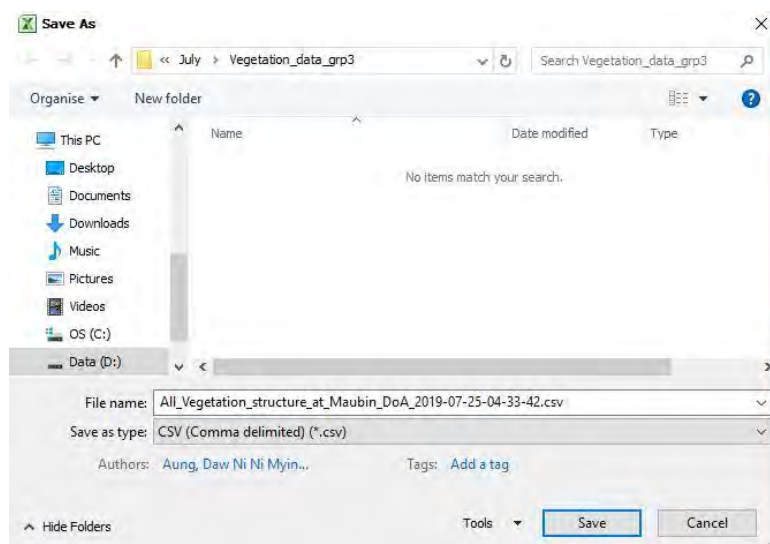 Save As
« July > Vegetation_data_grp3
Search Vegetation_data_grp3
Organise
New folder
Name Date modified Type
This PC
Desktop
Documents
Downloads
Music
Pictures
Videos
OS (C:)
Data (D:)
No items match your search.
File name: All_Vegetation_structure_at_Maubin_DoA_2019-07-25-04-33-42.csv
Save as type: CSV (Comma delimited) (*.csv)
Authors: Aung, Daw Ni Ni Myin... Tags: Add a tag
Hide Folders Tools Save Cancel